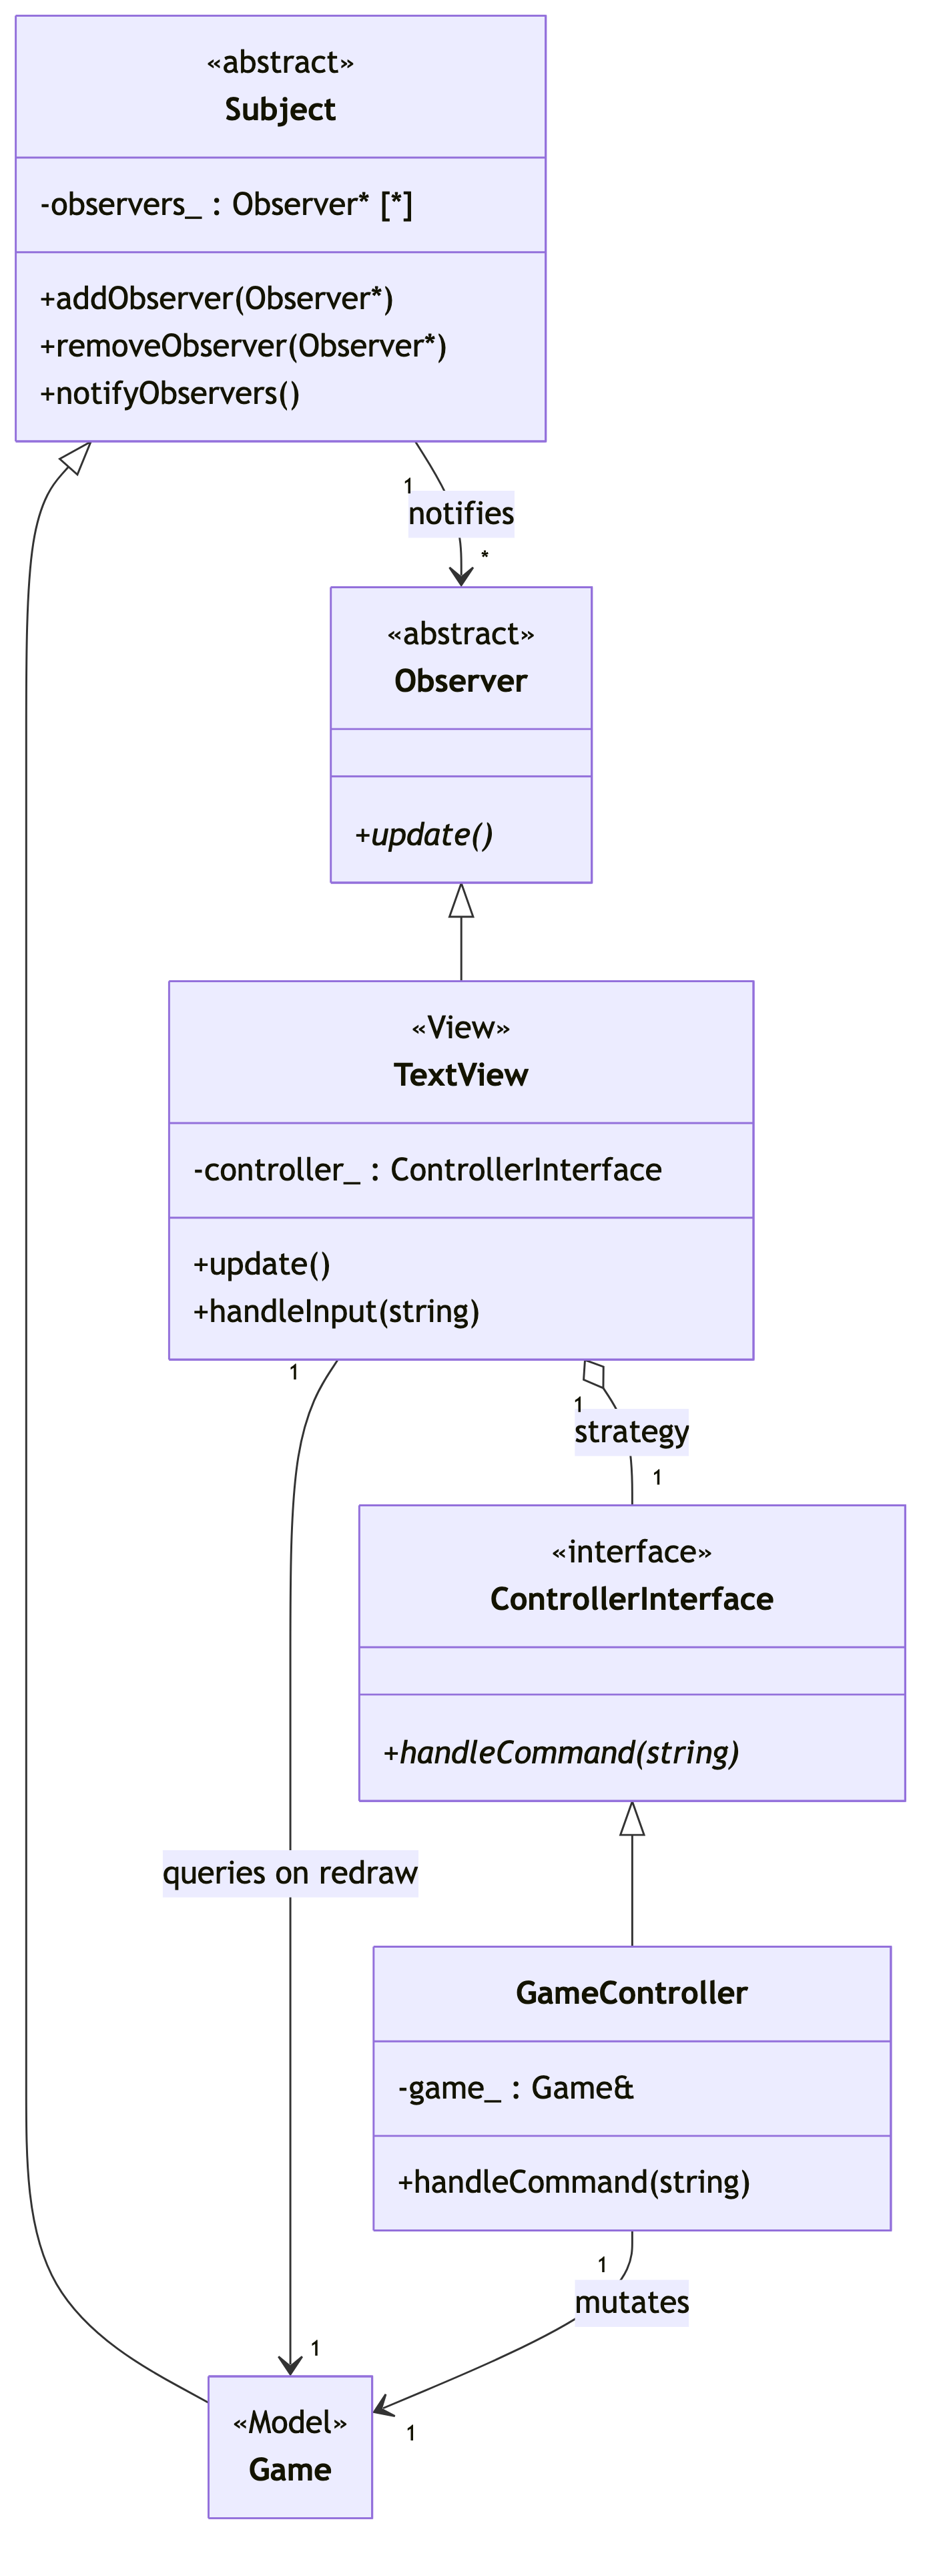 «abstract»
Subject
-observers_ : Observer* [*]
+addObserver(Observer*)
+removeObserver(Observer*)
+notifyObservers()
1
notifies
*
«abstract»
Observer
+update()
«View»
TextView
-controller_ : ControllerInterface
+update()
+handleInput(string)
1
1
strategy
1
«interface»
ControllerInterface
+handleCommand(string)
queries on redraw
GameController
-game_ : Game&
+handleCommand(string)
1
mutates
1
1
«Model»
Game